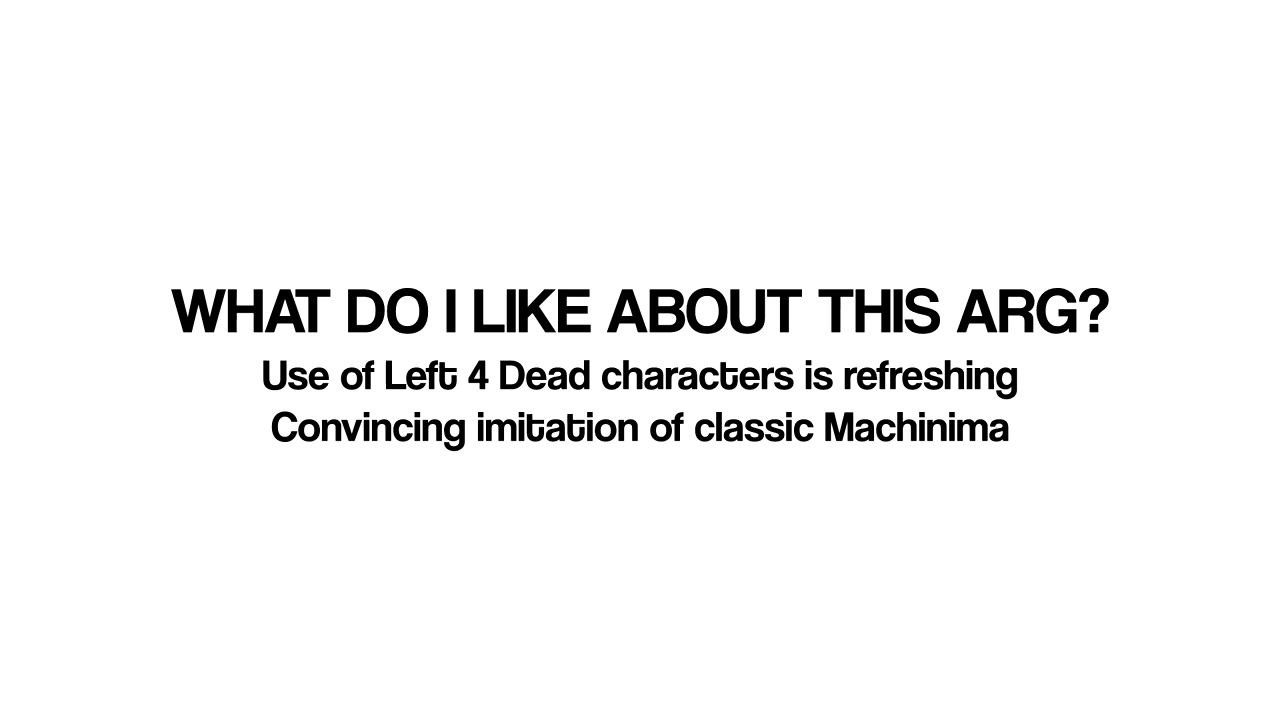 WHAT DO I LIKE ABOUT THIS ARG?
Use of Left 4 Dead characters is refreshing
Convincing imitation of classic Machinima